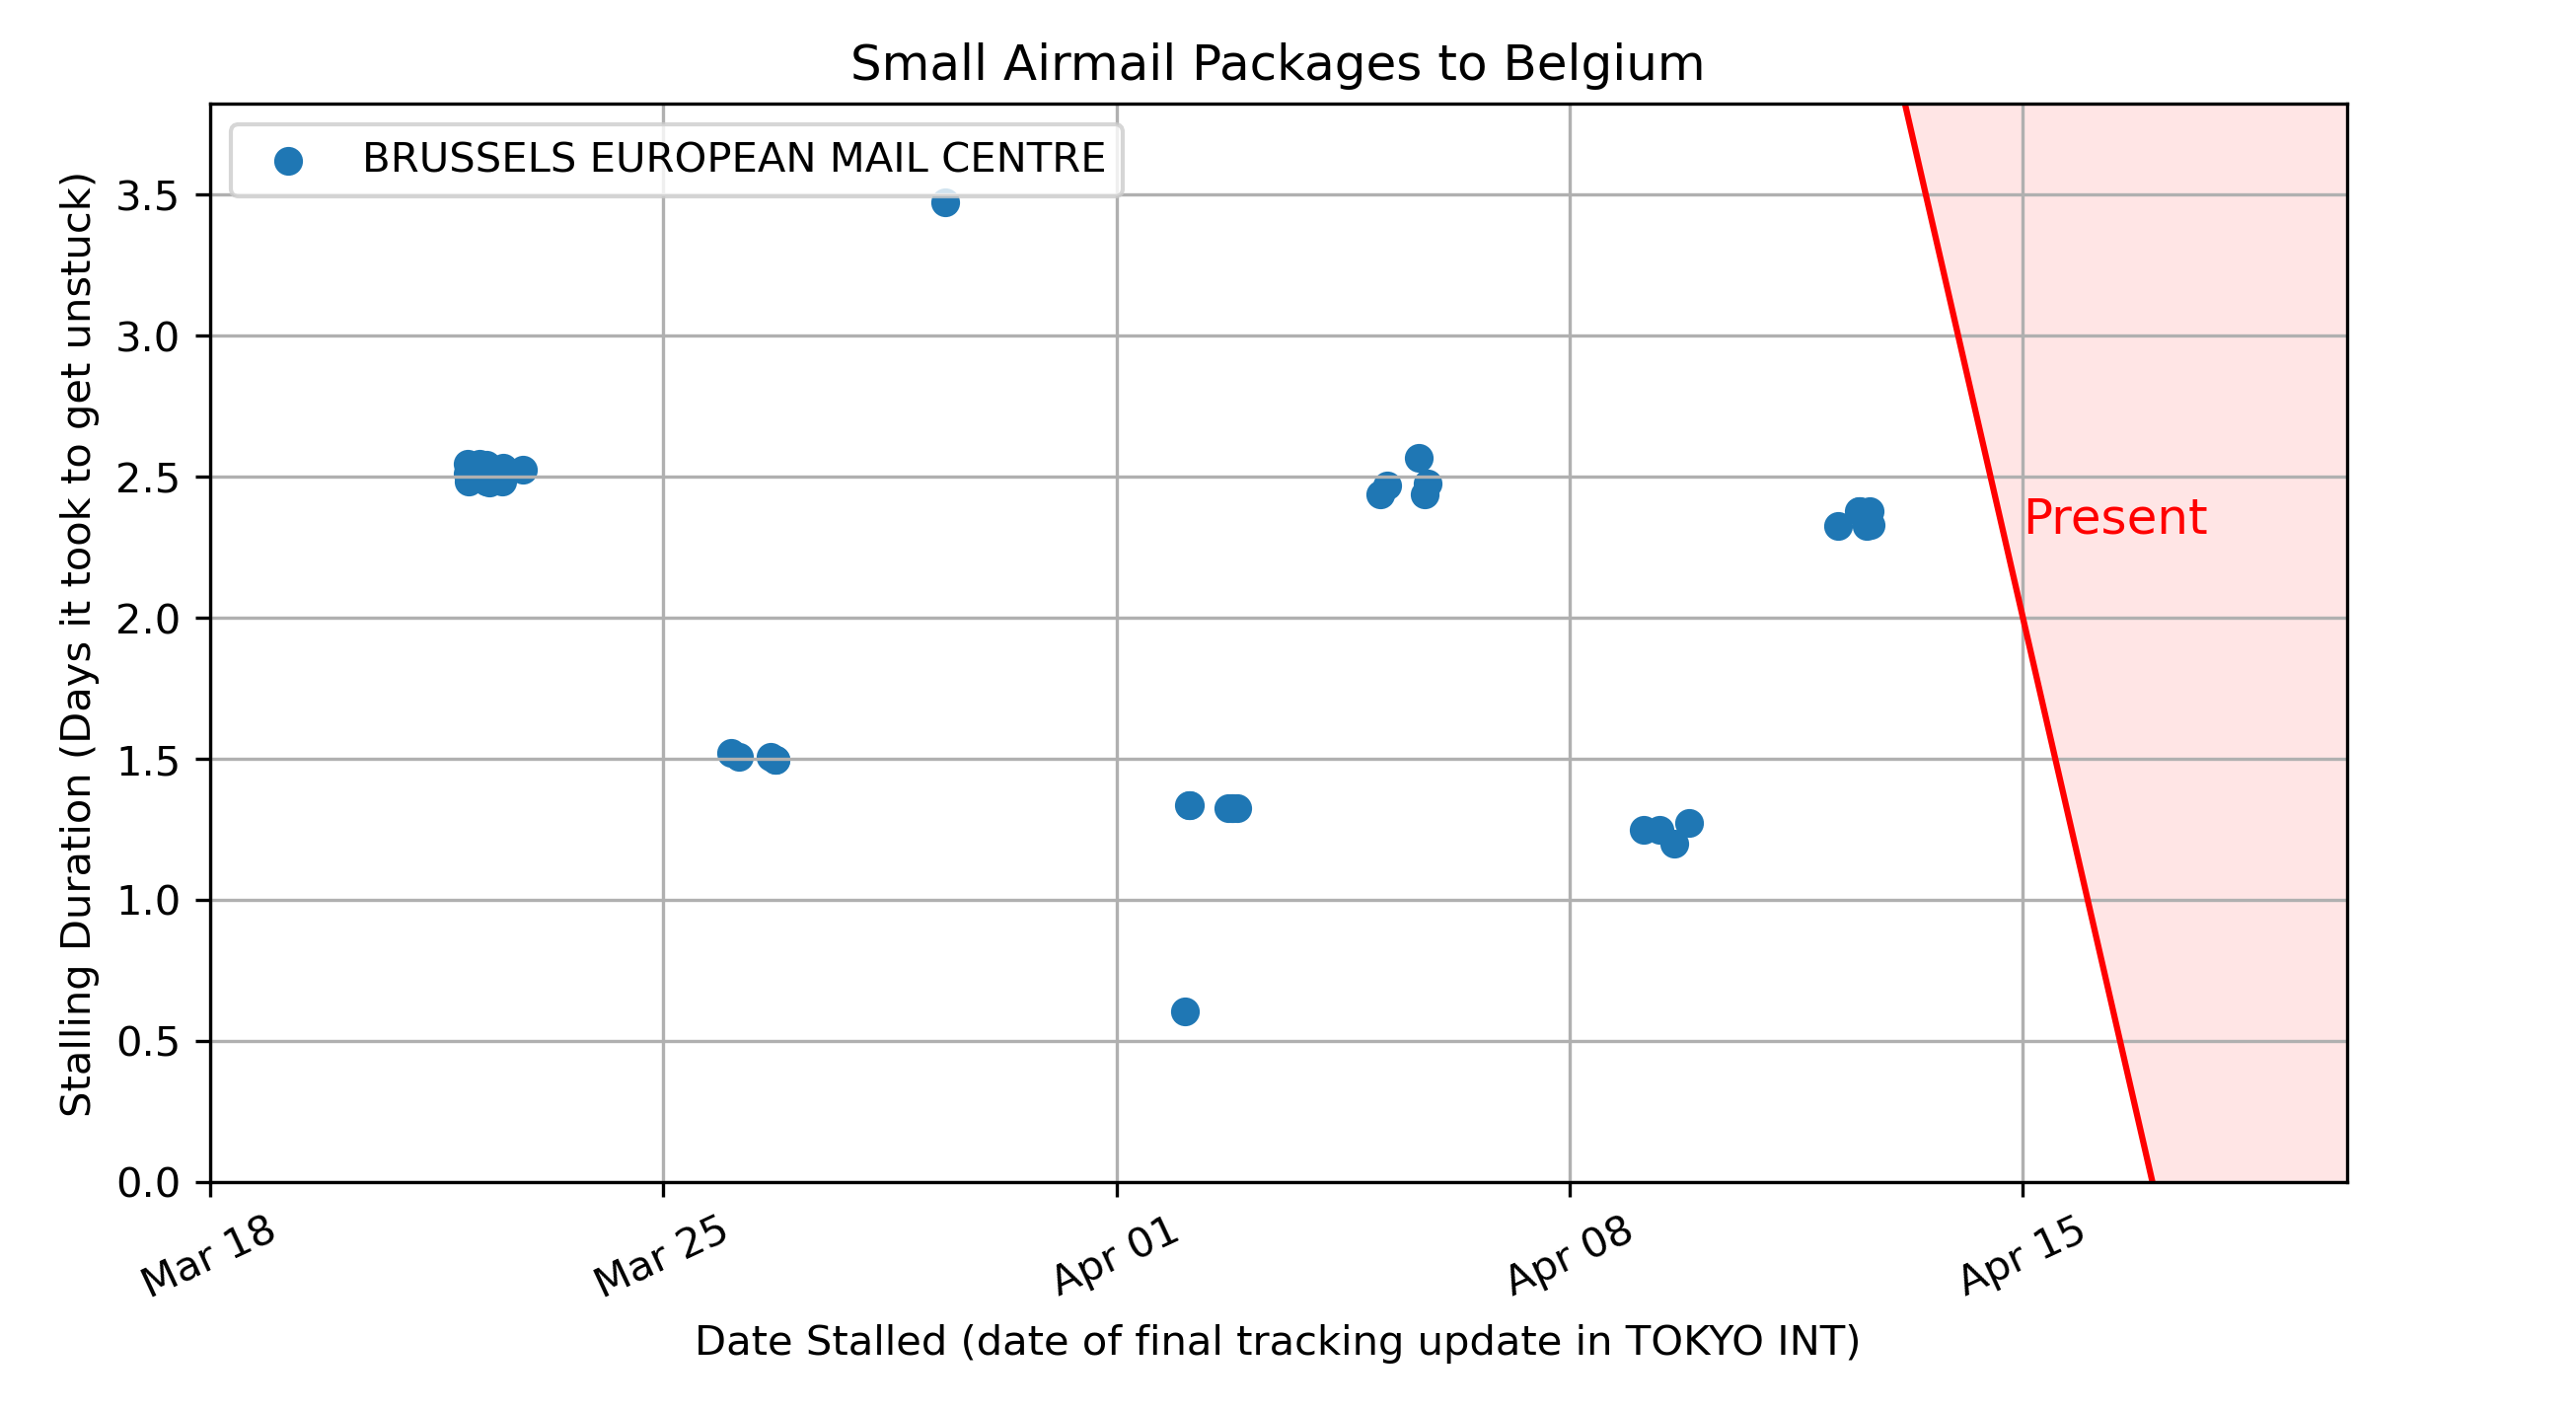 Small Airmail Packages to Belgium
BRUSSELS EUROPEAN MAIL CENTRE
Stalling Duration (Days it took to get unstuck)
3.5
3.0
2.5
2.0
1.5
1.0
0.5
0.0
Present
Mar 18
Mar 25
Apr 01
Apr 08
Apr 15
Date Stalled (date of final tracking update in TOKYO INT)